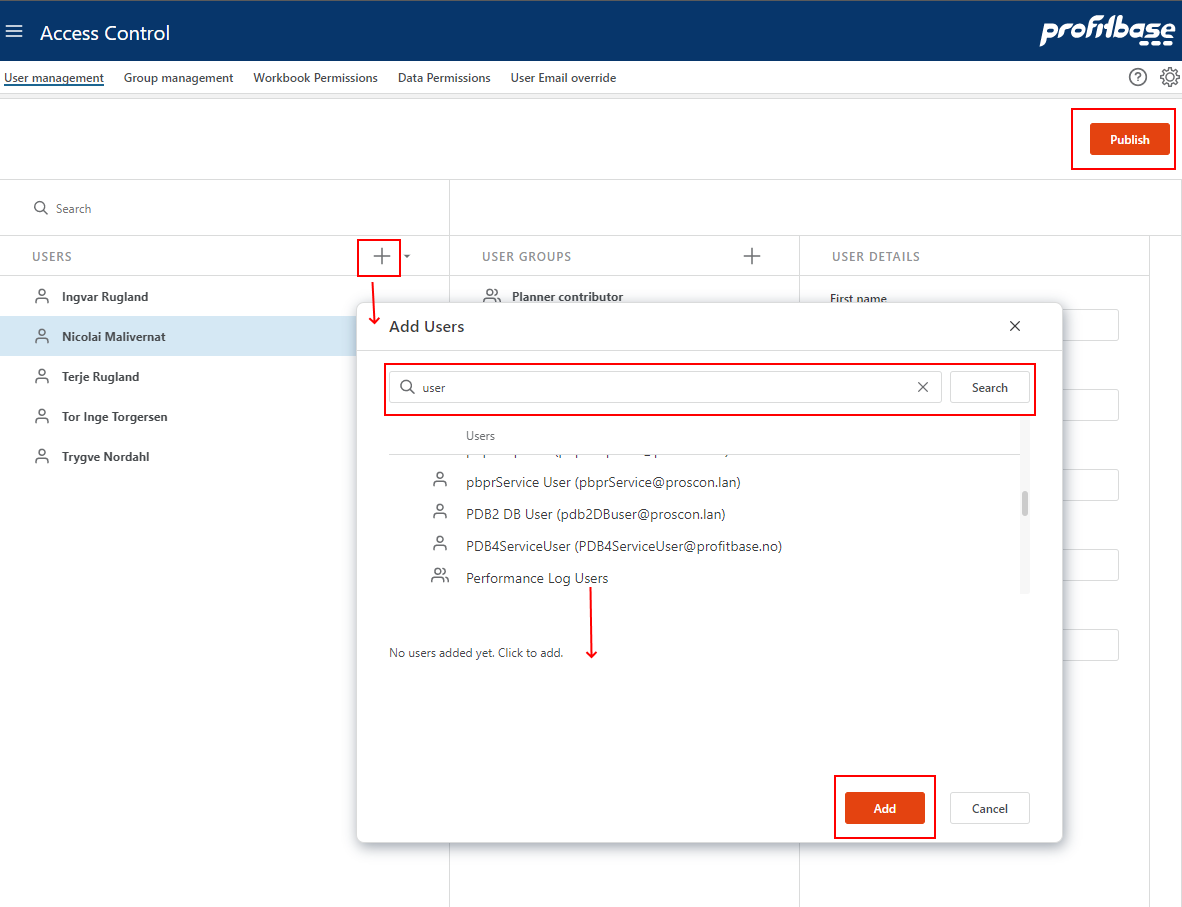 Access Control
profitbase
User management Group management Workbook Permissions Data Permissions User Email override
Publish
Search
USERS
USER GROUPS
USER DETAILS
Ingvar Rugland
Nicolai Malivernat
Terje Rugland
Tor Inge Torgersen
Trygve Nordahl
Planner contributor
First name
Add Users
user
Search
Users
pbprService User (pbprService@proscon.lan)
PDB2 DB User (pdb2DBuser@proscon.lan)
PDB4ServiceUser (PDB4ServiceUser@profitbase.no)
Performance Log Users
No users added yet. Click to add.
Add
Cancel